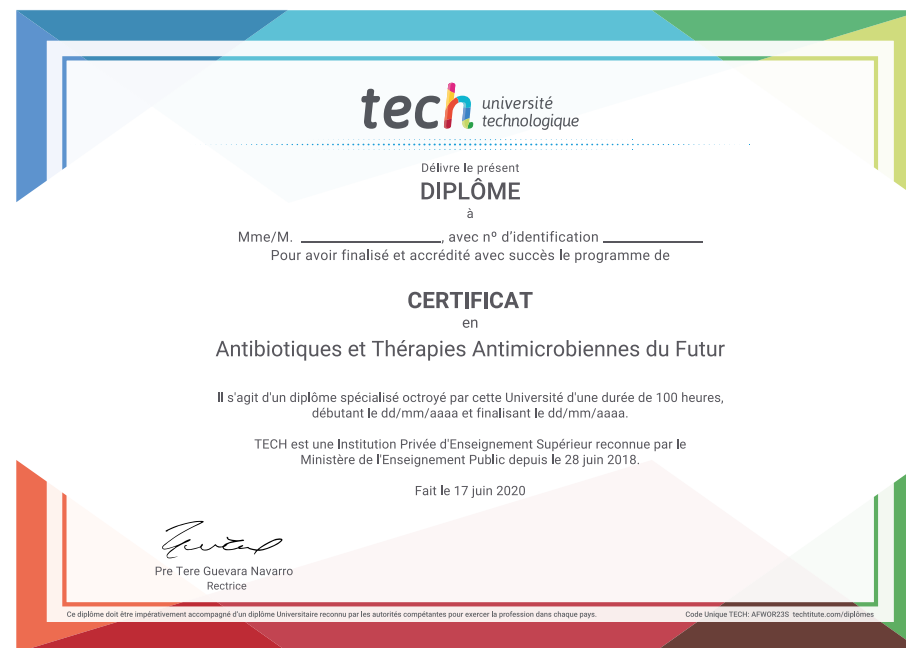 tech université
technologique
Délivre le présent
DIPLÔME
à
Mme/M. ____________________, avec nº d'identification ______________
Pour avoir finalisé et accrédité avec succès le programme de
CERTIFICAT
en
Antibiotiques et Thérapies Antimicrobiennes du Futur
Il s'agit d'un diplôme spécialisé octroyé par cette Université d'une durée de 100 heures,
débutant le dd/mm/aaaa et finalisant le dd/mm/aaaa.
TECH est une Institution Privée d'Enseignement Supérieur reconnue par le
Ministère de l'Enseignement Public depuis le 28 juin 2018.
Fait le 17 juin 2020
Pre Tere Guevara Navarro
Rectrice
Ce diplôme doit être impérativement accompagné d'un diplôme Universitaire reconnu par les autorités compétantes pour exercer la profession dans chaque pays. Code Unique TECH: AFWOR23S techtitute.com/diplômes